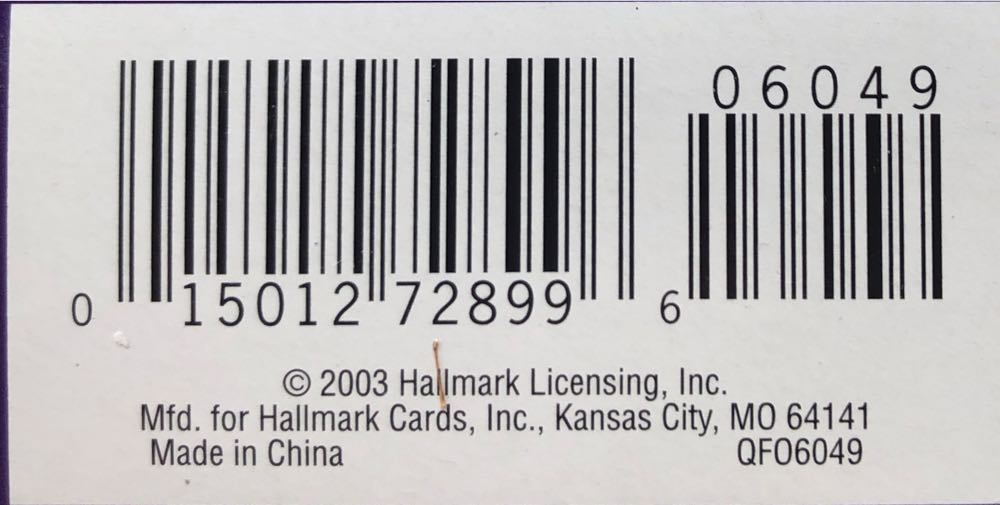 06049
0 15012 72899 6
© 2003 Hallmark Licensing, Inc.
Mfd. for Hallmark Cards, Inc., Kansas City, MO 64141
Made in China QFO6049